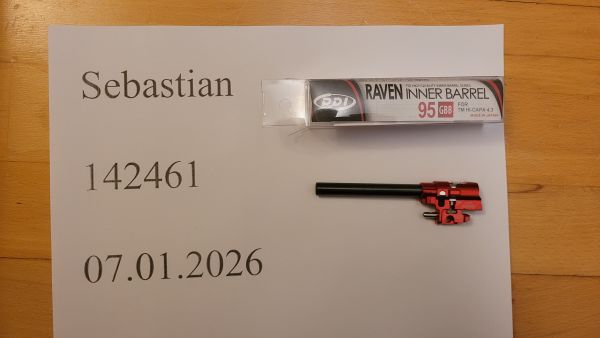 Sebastian
PDI
RAVEN INNER BARREL
95 GBB
FOR
TM HI-CAPA 4.3
MADE IN JAPAN
142461
07.01.2026